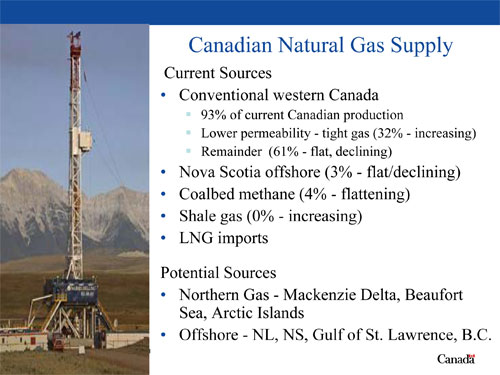 Canadian Natural Gas Supply
Current Sources
• Conventional western Canada
▪ 93% of current Canadian production
▪ Lower permeability - tight gas (32% - increasing)
▪ Remainder (61% - flat, declining)
• Nova Scotia offshore (3% - flat/declining)
• Coalbed methane (4% - flattening)
• Shale gas (0% - increasing)
• LNG imports
Potential Sources
• Northern Gas - Mackenzie Delta, Beaufort
Sea, Arctic Islands
• Offshore - NL, NS, Gulf of St. Lawrence, B.C.
Canada